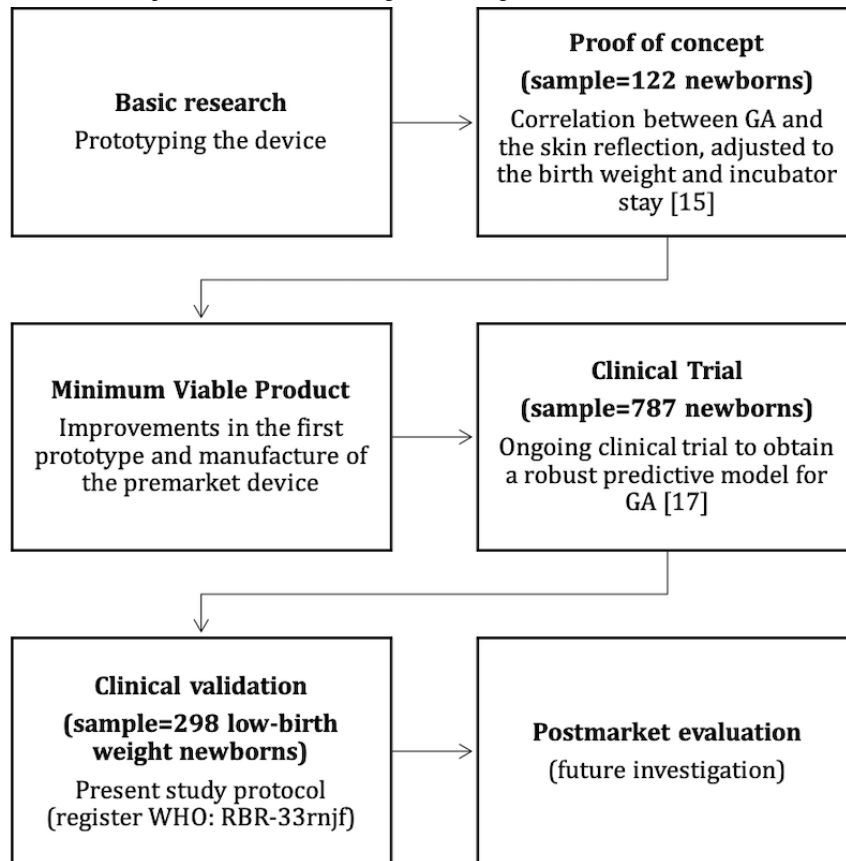 Basic research
Prototyping the device
Proof of concept
(sample=122 newborns)
Correlation between GA and
the skin reflection, adjusted to
the birth weight and incubator
stay [15]
Minimum Viable Product
Improvements in the first
prototype and manufacture of
the premarket device
Clinical Trial
(sample=787 newborns)
Ongoing clinical trial to obtain
a robust predictive model for
GA [17]
Clinical validation
(sample=298 low-birth
weight newborns)
Present study protocol
(register WHO: RBR-33rnjf)
Postmarket evaluation
(future investigation)